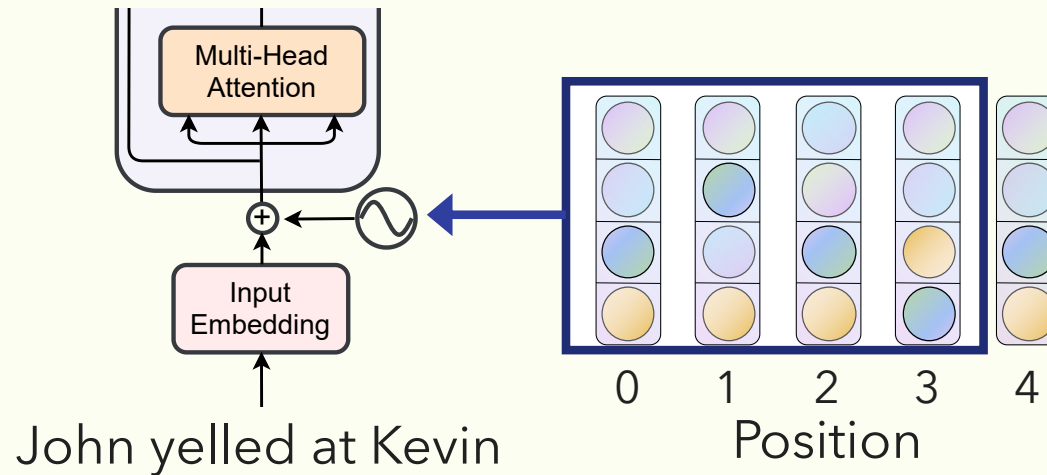 Multi-Head
Attention
+
Input
Embedding
John yelled at Kevin
0 1 2 3 4
Position